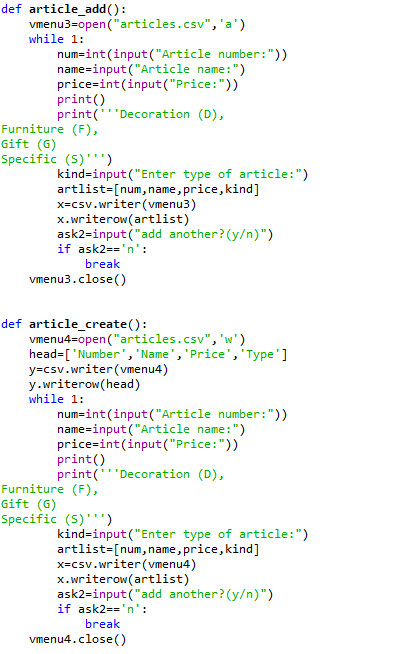 def article_add():
    vmenu3=open("articles.csv",'a')
    while 1:
        num=int(input("Article number:"))
        name=input("Article name:")
        price=int(input("Price:"))
        print()
        print('''Decoration (D),
Furniture (F),
Gift (G)
Specific (S)''')
        kind=input("Enter type of article:")
        artlist=[num,name,price,kind]
        x=csv.writer(vmenu3)
        x.writerow(artlist)
        ask2=input("add another?(y/n)")
        if ask2=='n':
            break
    vmenu3.close()

def article_create():
    vmenu4=open("articles.csv",'w')
    head=['Number','Name','Price','Type']
    y=csv.writer(vmenu4)
    y.writerow(head)
    while 1:
        num=int(input("Article number:"))
        name=input("Article name:")
        price=int(input("Price:"))
        print()
        print('''Decoration (D),
Furniture (F),
Gift (G)
Specific (S)''')
        kind=input("Enter type of article:")
        artlist=[num,name,price,kind]
        x=csv.writer(vmenu4)
        x.writerow(artlist)
        ask2=input("add another?(y/n)")
        if ask2=='n':
            break
    vmenu4.close()